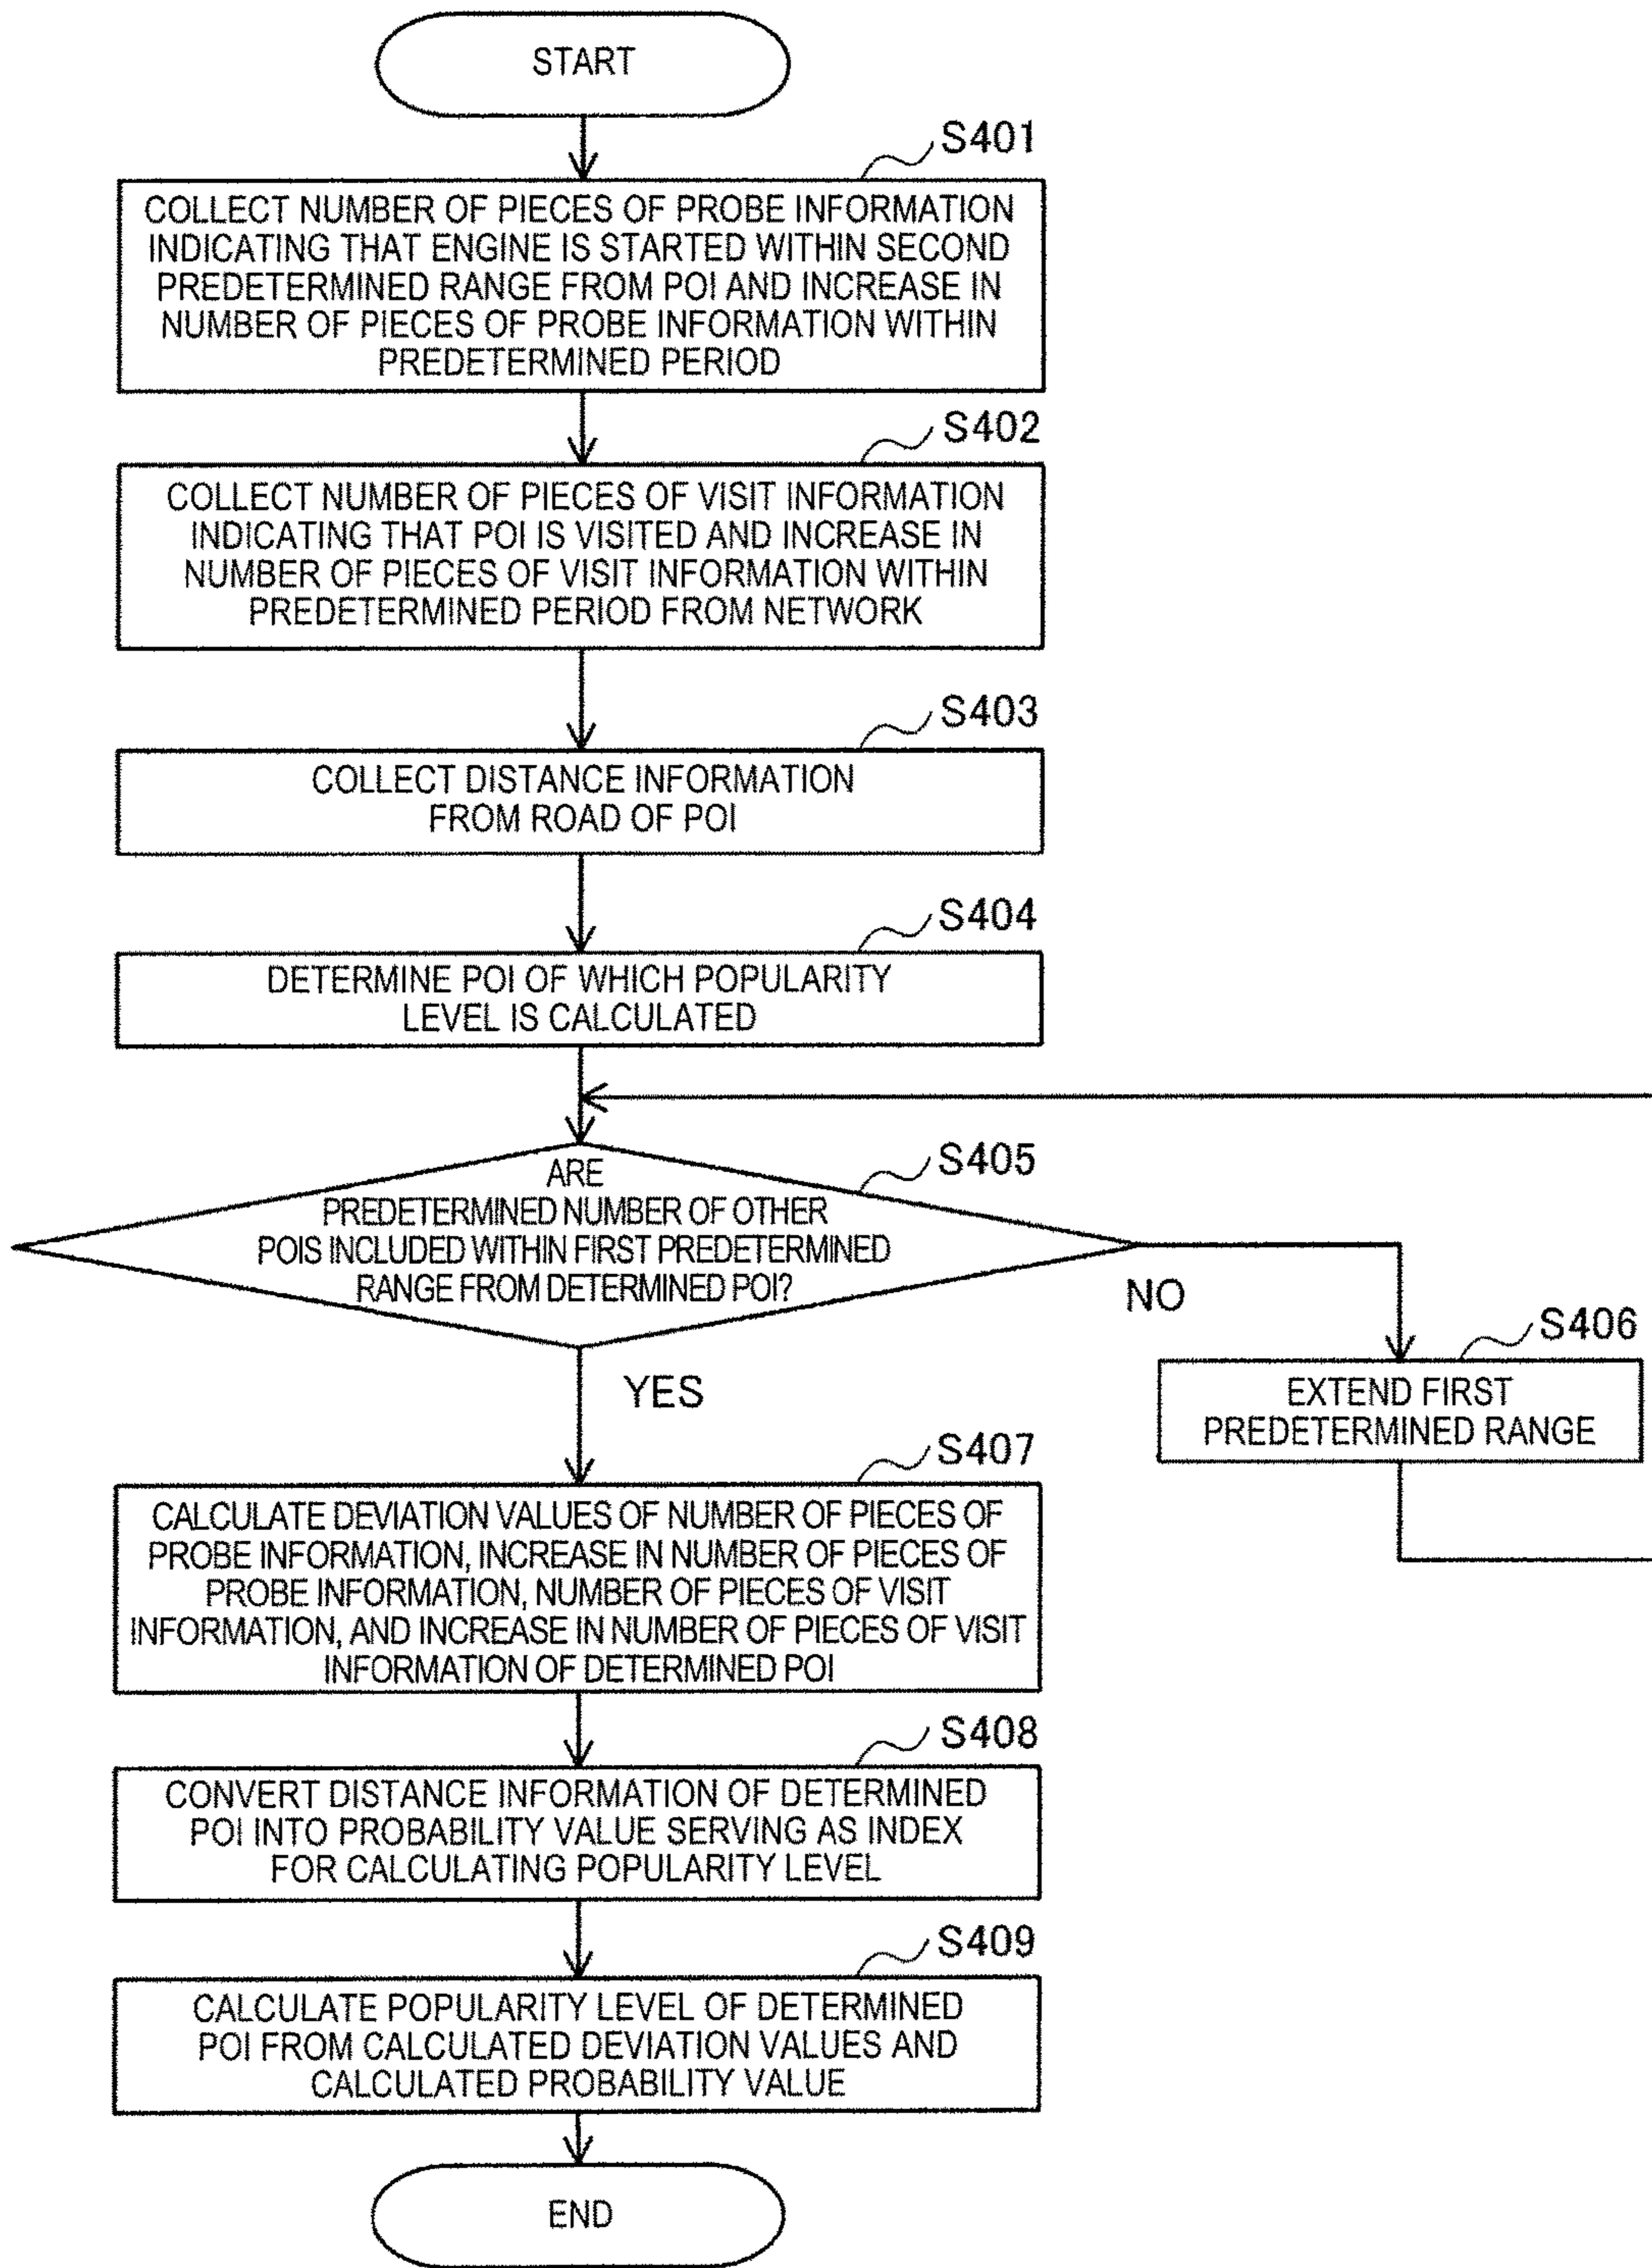 START
S401
COLLECT NUMBER OF PIECES OF PROBE INFORMATION
INDICATING THAT ENGINE IS STARTED WITHIN SECOND
PREDETERMINED RANGE FROM POI AND INCREASE IN
NUMBER OF PIECES OF PROBE INFORMATION WITHIN
PREDETERMINED PERIOD
S402
COLLECT NUMBER OF PIECES OF VISIT INFORMATION
INDICATING THAT POI IS VISITED AND INCREASE IN
NUMBER OF PIECES OF VISIT INFORMATION WITHIN
PREDETERMINED PERIOD FROM NETWORK
S403
COLLECT DISTANCE INFORMATION
FROM ROAD OF POI
S404
DETERMINE POI OF WHICH POPULARITY
LEVEL IS CALCULATED
S405
ARE
PREDETERMINED NUMBER OF OTHER
POIS INCLUDED WITHIN FIRST PREDETERMINED
RANGE FROM DETERMINED POI?
NO
S406
EXTEND FIRST
PREDETERMINED RANGE
YES
S407
CALCULATE DEVIATION VALUES OF NUMBER OF PIECES OF
PROBE INFORMATION, INCREASE IN NUMBER OF PIECES OF
PROBE INFORMATION, NUMBER OF PIECES OF VISIT
INFORMATION, AND INCREASE IN NUMBER OF PIECES OF VISIT
INFORMATION OF DETERMINED POI
S408
CONVERT DISTANCE INFORMATION OF DETERMINED
POI INTO PROBABILITY VALUE SERVING AS INDEX
FOR CALCULATING POPULARITY LEVEL
S409
CALCULATE POPULARITY LEVEL OF DETERMINED
POI FROM CALCULATED DEVIATION VALUES AND
CALCULATED PROBABILITY VALUE
END